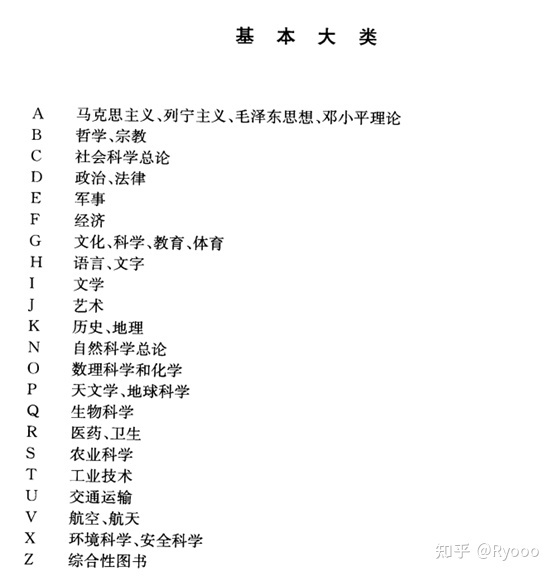 基本大类
A 马克思主义、列宁主义、毛泽东思想、邓小平理论
B 哲学、宗教
C 社会科学总论
D 政治、法律
E 军事
F 经济
G 文化、科学、教育、体育
H 语言、文字
I 文学
J 艺术
K 历史、地理
N 自然科学总论
O 数理科学和化学
P 天文学、地球科学
Q 生物科学
R 医药、卫生
S 农业科学
T 工业技术
U 交通运输
V 航空、航天
X 环境科学、安全科学
Z 综合性图书
知乎 @Ryooo